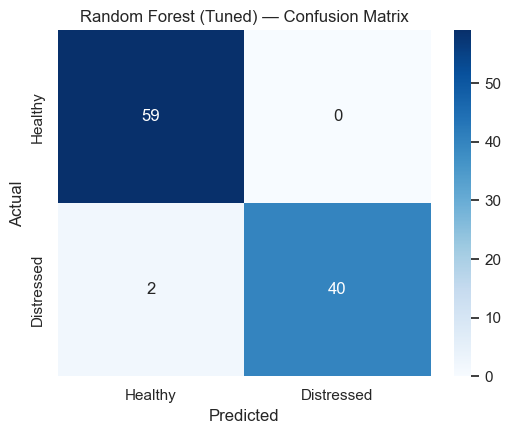 Random Forest (Tuned) — Confusion Matrix
Actual
Healthy
Distressed
59
0
2
40
Healthy
Distressed
Predicted
50
40
30
20
10
0